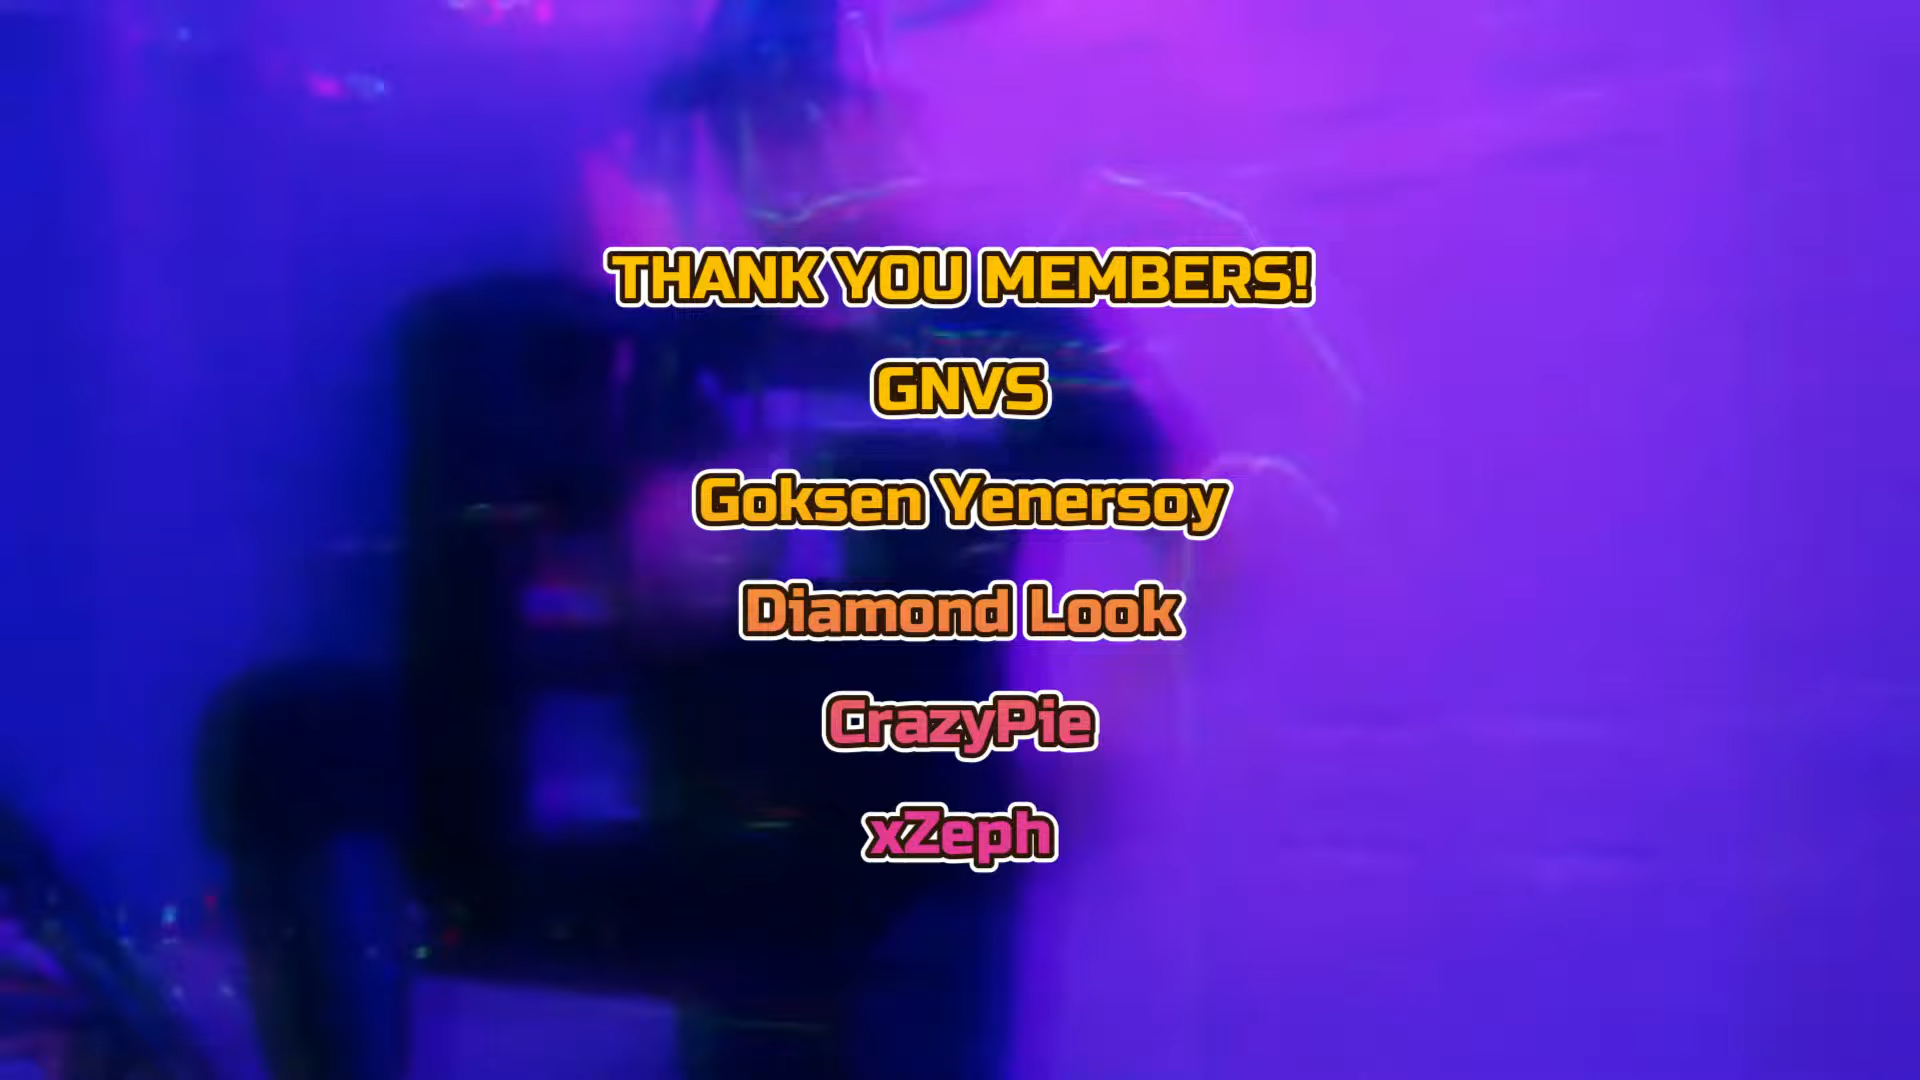 THANK YOU MEMBERS!
GNVS
Goksen Yenersoy
Diamond Look
CrazyPie
xZeph